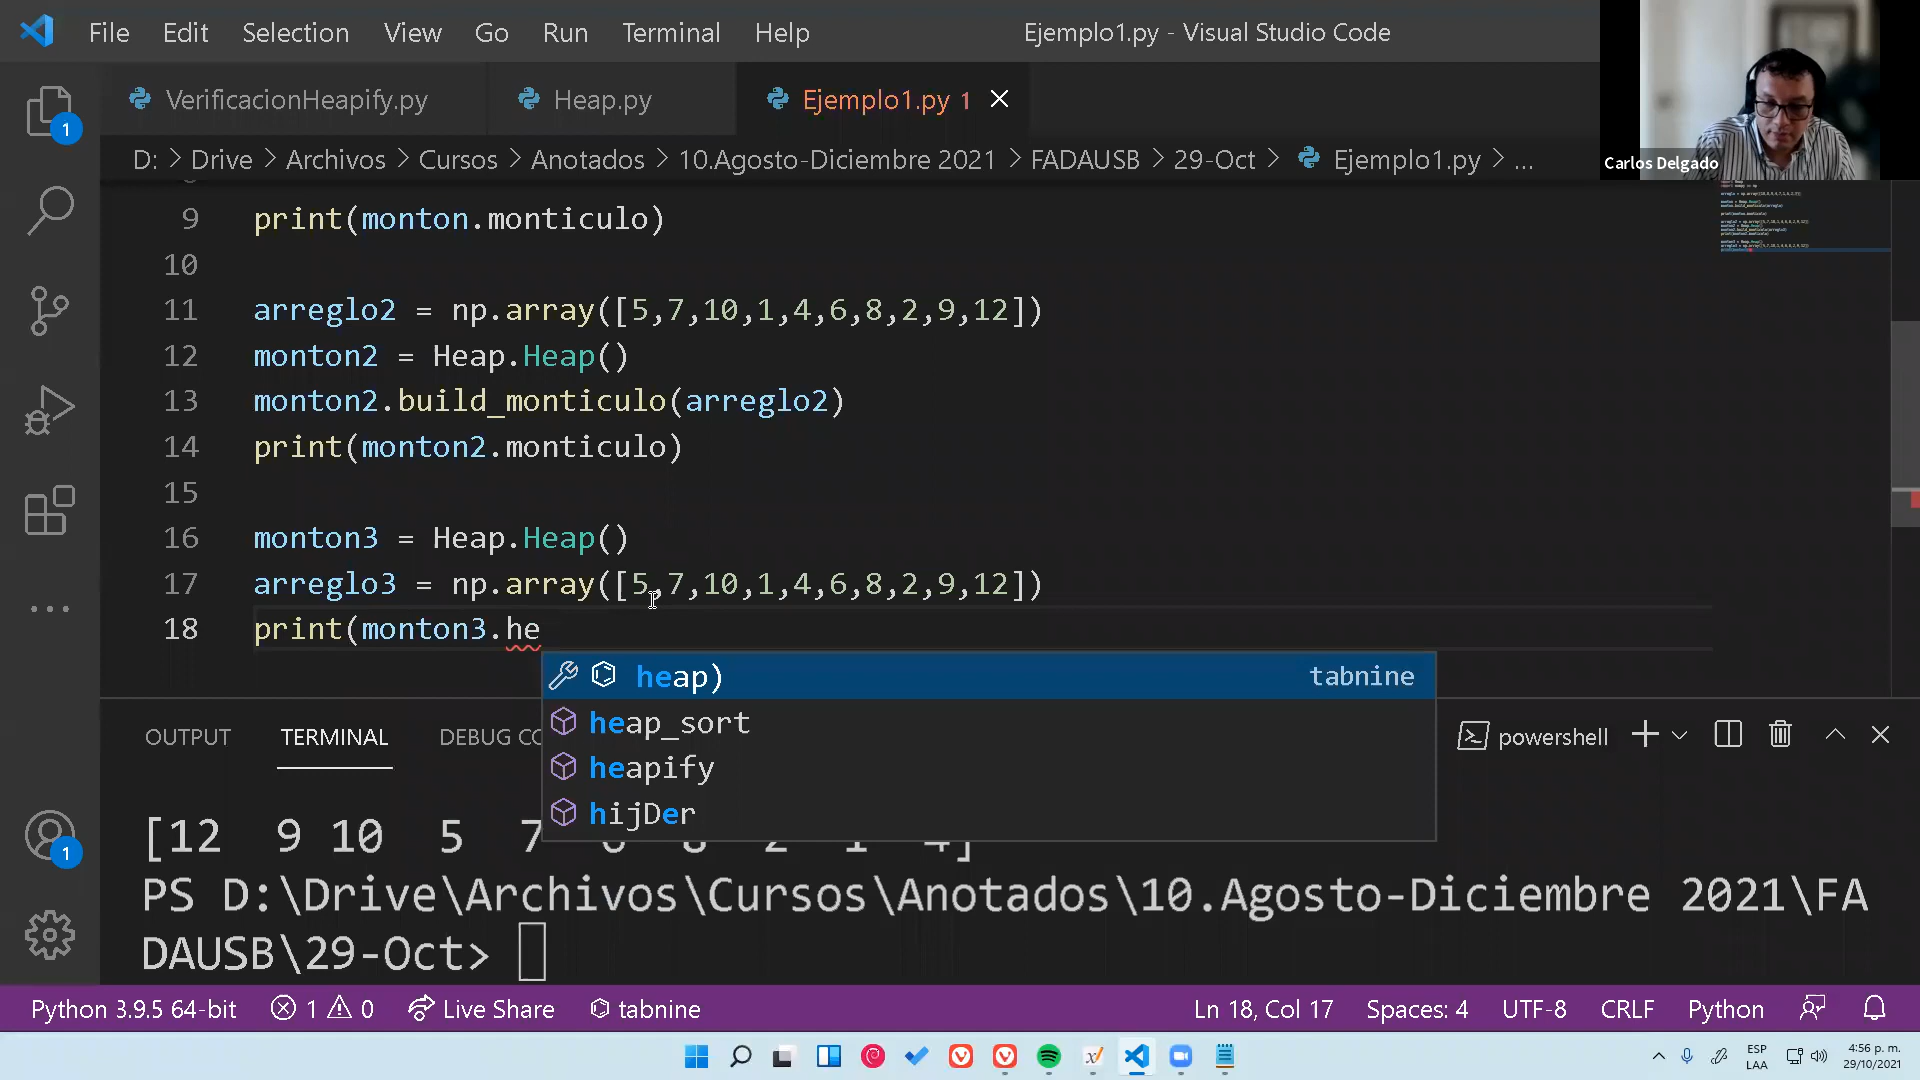 File Edit Selection View Go Run Terminal Help
Ejemplo1.py - Visual Studio Code
VerificacionHeapify.py Heap.py Ejemplo1.py 1
D: > Drive > Archivos > Cursos > Anotados > 10.Agosto-Diciembre 2021 > FADAUSB > 29-Oct > Ejemplo1.py > ...
Carlos Delgado
9 print(monton.monticulo)
10
11 arreglo2 = np.array([5,7,10,1,4,6,8,2,9,12])
12 monton2 = Heap.Heap()
13 monton2.build_monticulo(arreglo2)
14 print(monton2.monticulo)
15
16 monton3 = Heap.Heap()
17 arreglo3 = np.array([5,7,10,1,4,6,8,2,9,12])
18 print(monton3.he
heap) tabnine
heap_sort
heapify
hijDer
OUTPUT TERMINAL DEBUG CO
powershell
[12 9 10 5 7 6 8 2 1 4]
PS D:\Drive\Archivos\Cursos\Anotados\10.Agosto-Diciembre 2021\FA
DAUSB\29-Oct>
Python 3.9.5 64-bit 1 0 Live Share tabnine Ln 18, Col 17 Spaces: 4 UTF-8 CRLF Python
1
1
ESP
LAA
4:56 p. m.
29/10/2021